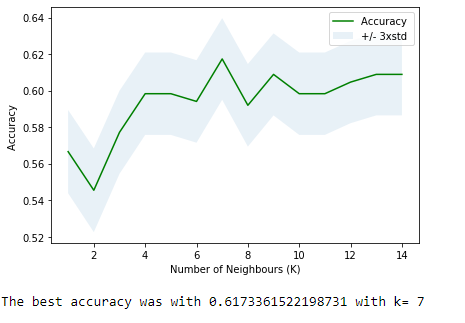 0.64
0.62
0.60
0.58
0.56
0.54
0.52
Accuracy
Accuracy
+/- 3xstd
2
4
6
8
10
12
14
Number of Neighbours (K)
The best accuracy was with 0.6173361522198731 with k= 7